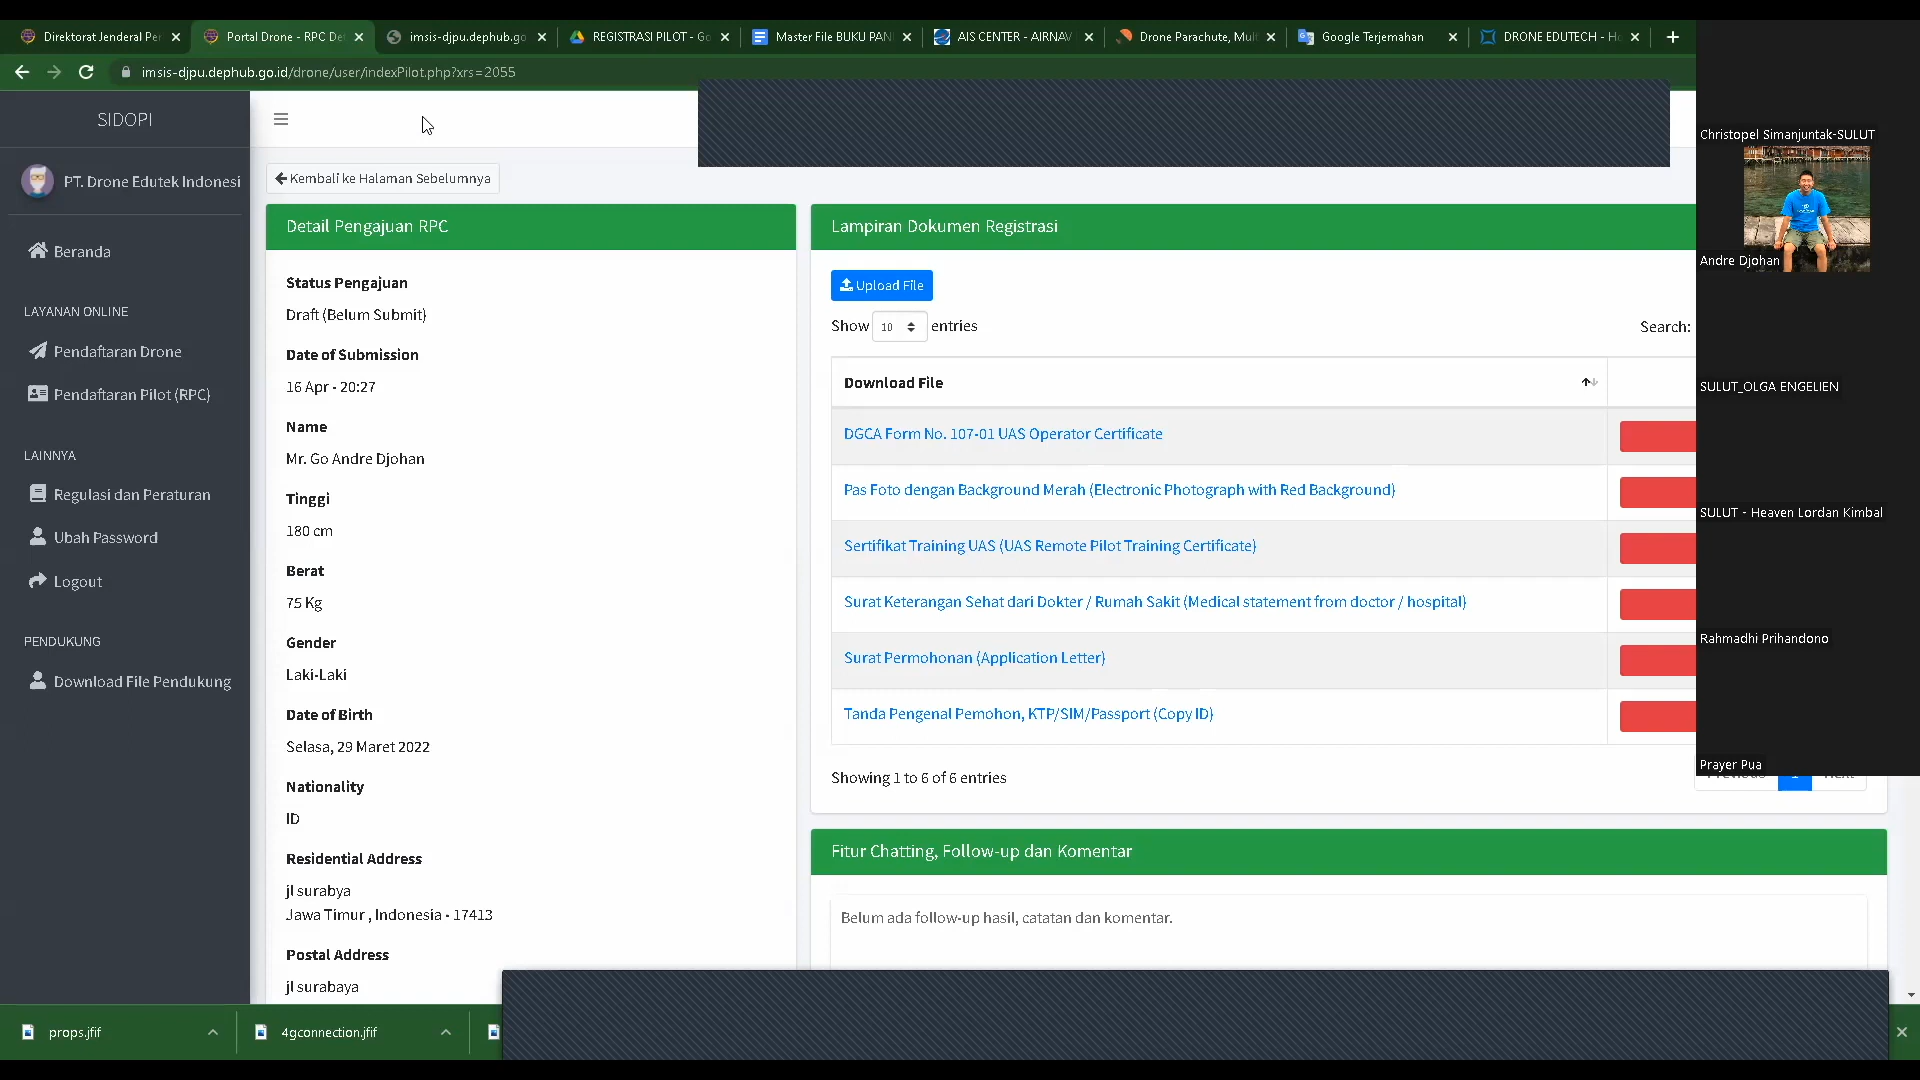 Direktorat Jenderal Per
Portal Drone - RPC De
imsis-djpu.dephub.go
REGISTRASI PILOT - Go
Master File BUKU PAN
AIS CENTER - AIRNAV
Drone Parachute, Mul
Google Terjemahan
DRONE EDUTECH - Ho
imsis-djpu.dephub.go.id/drone/user/indexPilot.php?xrs=2055
SIDOPI
PT. Drone Edutek Indonesi
Beranda
LAYANAN ONLINE
Pendaftaran Drone
Pendaftaran Pilot (RPC)
LAINNYA
Regulasi dan Peraturan
Ubah Password
Logout
PENDUKUNG
Download File Pendukung
Kembali ke Halaman Sebelumnya
Detail Pengajuan RPC
Status Pengajuan
Draft (Belum Submit)
Date of Submission
16 Apr - 20:27
Name
Mr. Go Andre Djohan
Tinggi
180 cm
Berat
75 Kg
Gender
Laki-Laki
Date of Birth
Selasa, 29 Maret 2022
Nationality
ID
Residential Address
jl surabya
Jawa Timur , Indonesia - 17413
Postal Address
jl surabaya
Lampiran Dokumen Registrasi
Upload File
Show 10 entries
Search:
Download File
DGCA Form No. 107-01 UAS Operator Certificate
Pas Foto dengan Background Merah (Electronic Photograph with Red Background)
Sertifikat Training UAS (UAS Remote Pilot Training Certificate)
Surat Keterangan Sehat dari Dokter / Rumah Sakit (Medical statement from doctor / hospital)
Surat Permohonan (Application Letter)
Tanda Pengenal Pemohon, KTP/SIM/Passport (Copy ID)
Showing 1 to 6 of 6 entries
Fitur Chatting, Follow-up dan Komentar
Belum ada follow-up hasil, catatan dan komentar.
Christopel Simanjuntak-SULUT
Andre Djohan
SULUT_OLGA ENGELIEN
SULUT - Heaven Lordan Kimbal
Rahmadhi Prihandono
Prayer Pua
props.jfif
4gconnection.jfif